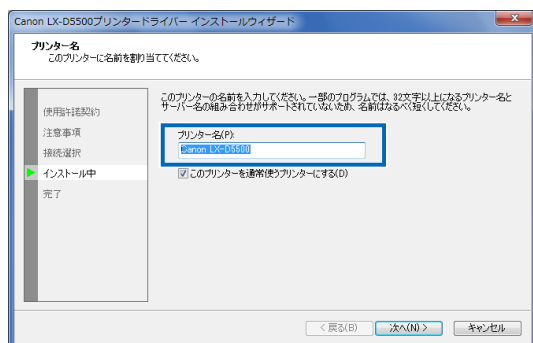 Canon LX-D5500プリンタードライバー インストールウィザード
プリンター名
このプリンターに名前を割り当ててください。
使用許諾契約
注意事項
接続選択
インストール中
完了
このプリンターの名前を入力してください。一部のプログラムでは、32文字以上になるプリンター名と
サーバー名の組み合わせがサポートされていないため、名前はなるべく短くしてください。
プリンター名(P):
Canon LX-D5500
このプリンターを通常使うプリンターにする(D)
< 戻る(B)
次へ(N) >
キャンセル